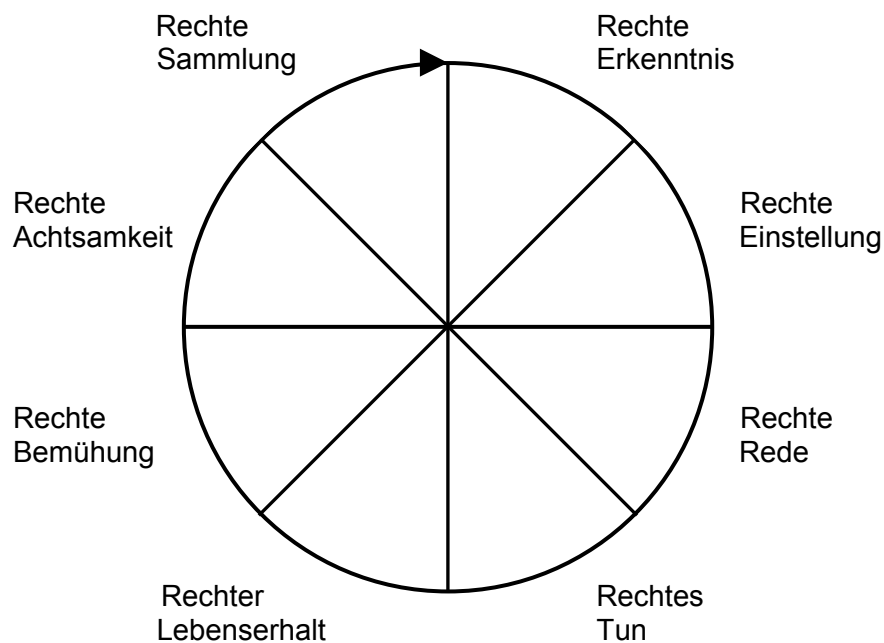 Rechte
Sammlung
Rechte
Erkenntnis
Rechte
Achtsamkeit
Rechte
Einstellung
Rechte
Bemühung
Rechte
Rede
Rechter
Lebenserhalt
Rechtes
Tun